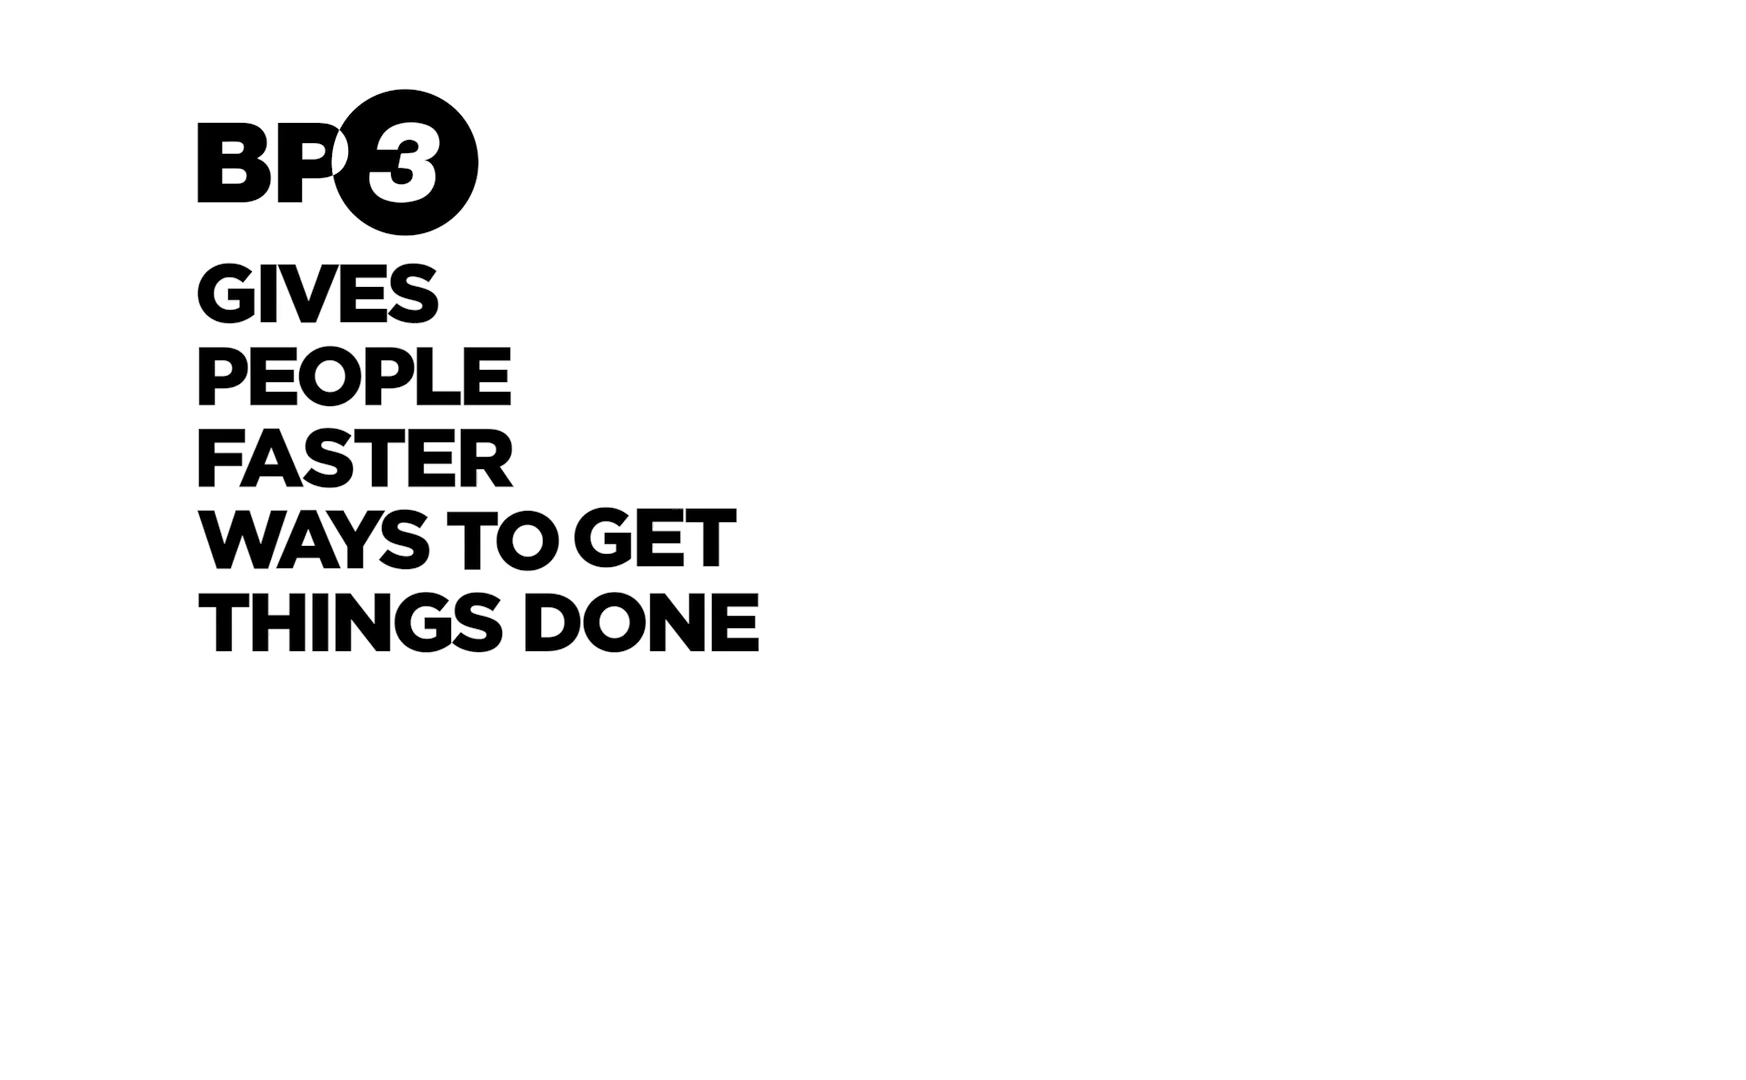 BP3
GIVES
PEOPLE
FASTER
WAYS TO GET
THINGS DONE